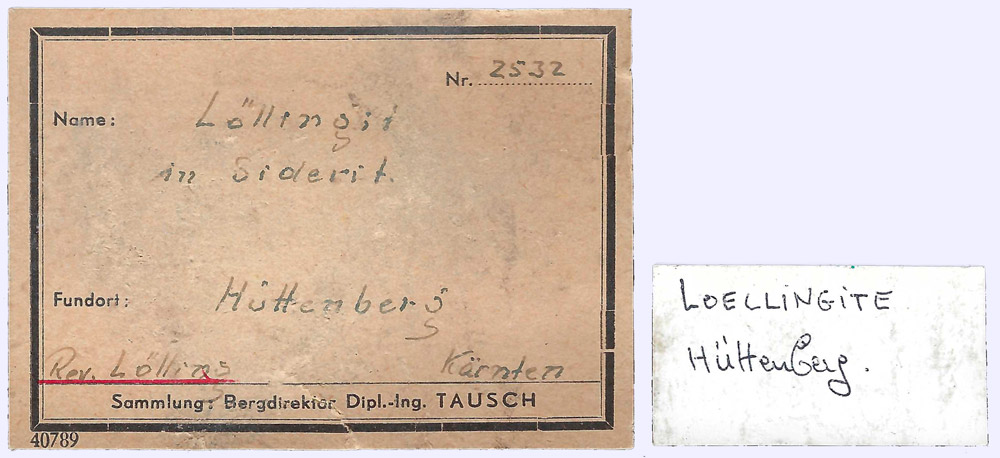 Nr. 2532
Name: Löllingit
in Siderit.
Fundort: Hüttenberg
Rev. Lölling Kärnten
Sammlung: Bergdirektor Dipl.-Ing. TAUSCH
40789
LOELLINGITE
Hüttenberg.